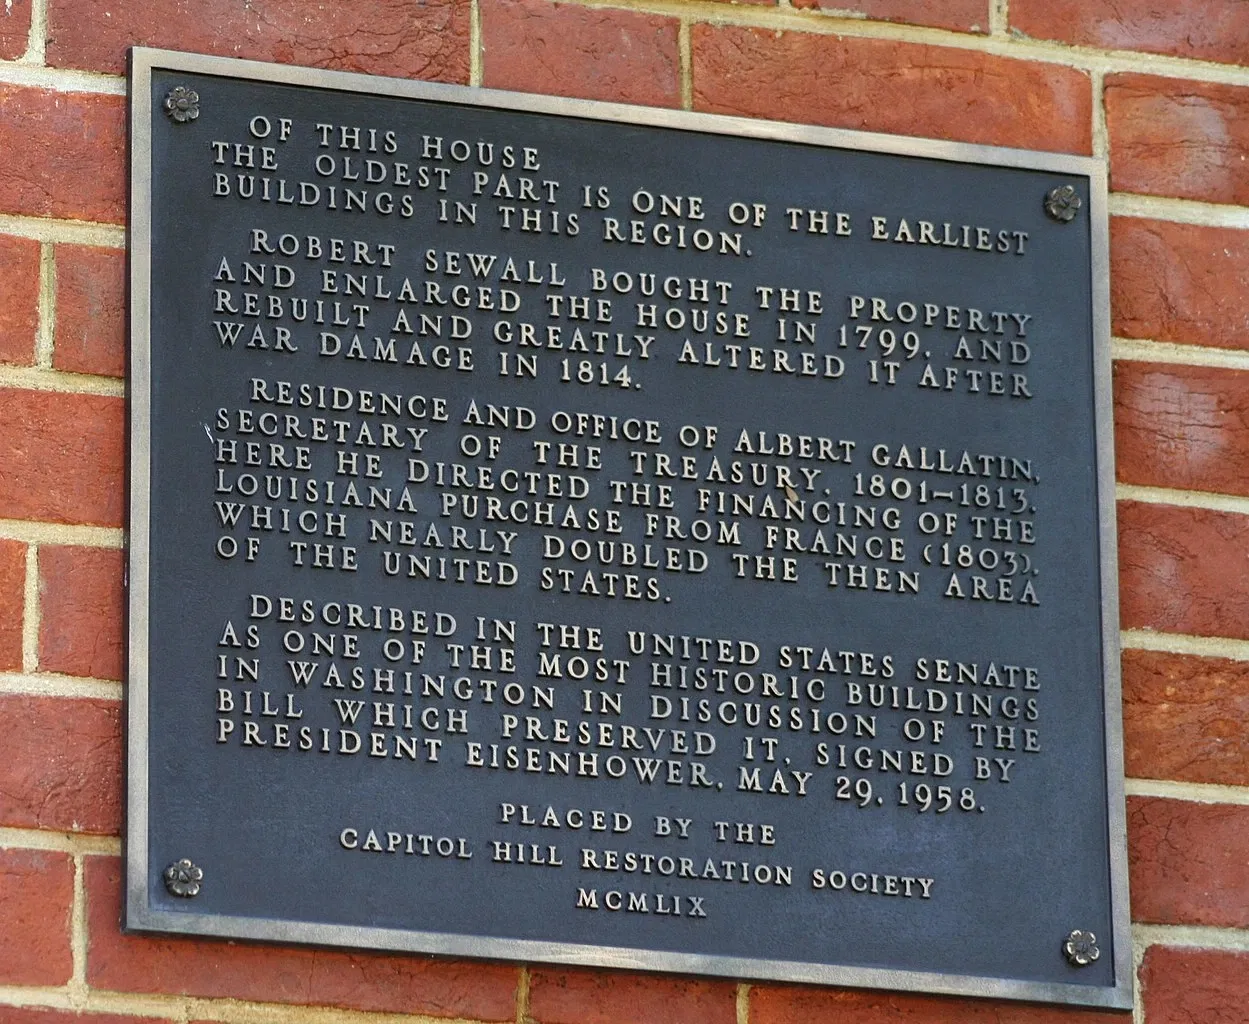 OF THIS HOUSE
THE OLDEST PART IS ONE OF THE EARLIEST
BUILDINGS IN THIS REGION.
ROBERT SEWALL BOUGHT THE PROPERTY
AND ENLARGED THE HOUSE IN 1799, AND
REBUILT AND GREATLY ALTERED IT AFTER
WAR DAMAGE IN 1814.
RESIDENCE AND OFFICE OF ALBERT GALLATIN,
SECRETARY OF THE TREASURY, 1801-1813.
HERE HE DIRECTED THE FINANCING OF THE
LOUISIANA PURCHASE FROM FRANCE (1803),
WHICH NEARLY DOUBLED THE THEN AREA
OF THE UNITED STATES.
DESCRIBED IN THE UNITED STATES SENATE
AS ONE OF THE MOST HISTORIC BUILDINGS
IN WASHINGTON IN DISCUSSION OF THE
BILL WHICH PRESERVED IT, SIGNED BY
PRESIDENT EISENHOWER, MAY 29, 1958.
PLACED BY THE
CAPITOL HILL RESTORATION SOCIETY
MCMLIX